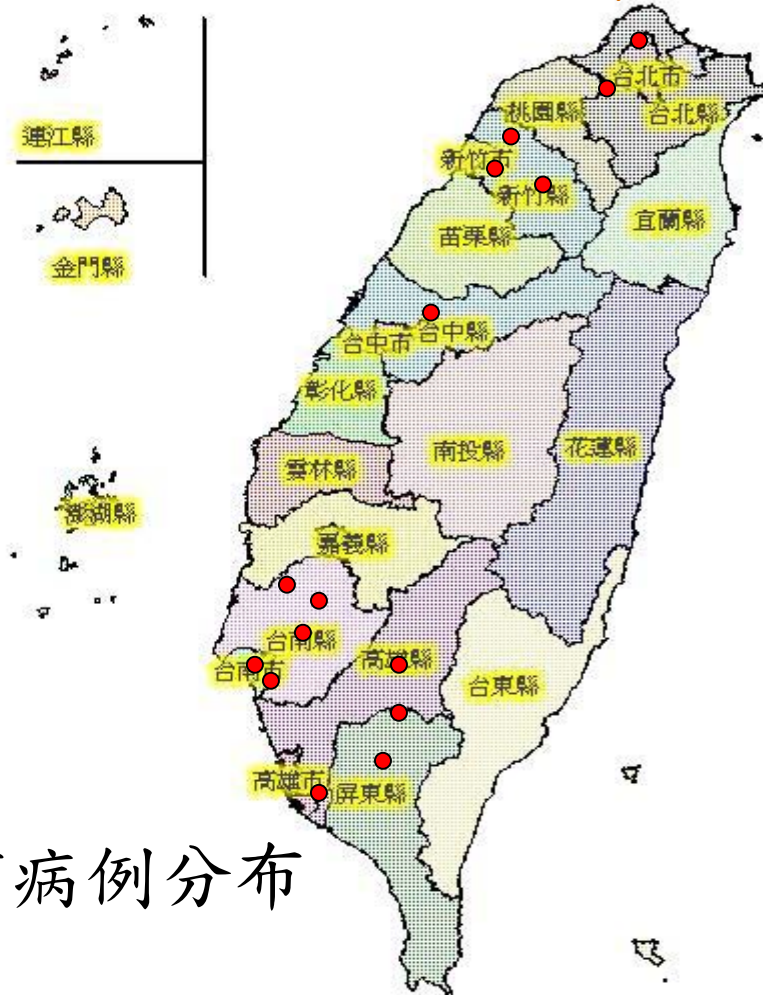 台北市
台北縣
桃園縣
連江縣
新竹市
新竹縣
宜蘭縣
苗栗縣
金門縣
台中縣
台中市
彰化縣
南投縣
花蓮縣
雲林縣
澎湖縣
嘉義縣
台南縣
高雄縣
台南市
台東縣
高雄市
屏東縣
病例分布